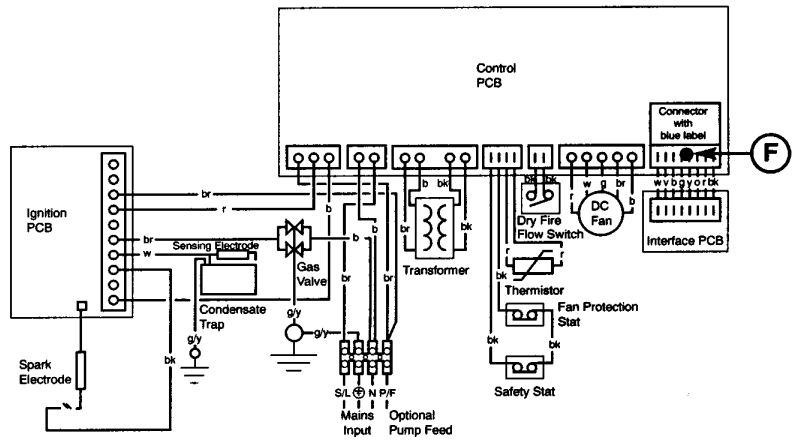 Control
PCB
Connector
with
blue label
F
Ignition
PCB
br
r
b
br
w
Sensing Electrode
Gas
Valve
Condensate
Trap
g/y
g/y
g/y
bk
Spark
Electrode
b
br
b
br
br
b
bk
bk
Transformer
S/L
N
P/F
Mains
Input
Optional
Pump Feed
bk
bk
Dry Fire
Flow Switch
r
r
Thermistor
bk
Fan Protection
Stat
bk
bk
Safety Stat
r
w
g
br
b
DC
Fan
w v b g y o r bk
Interface PCB